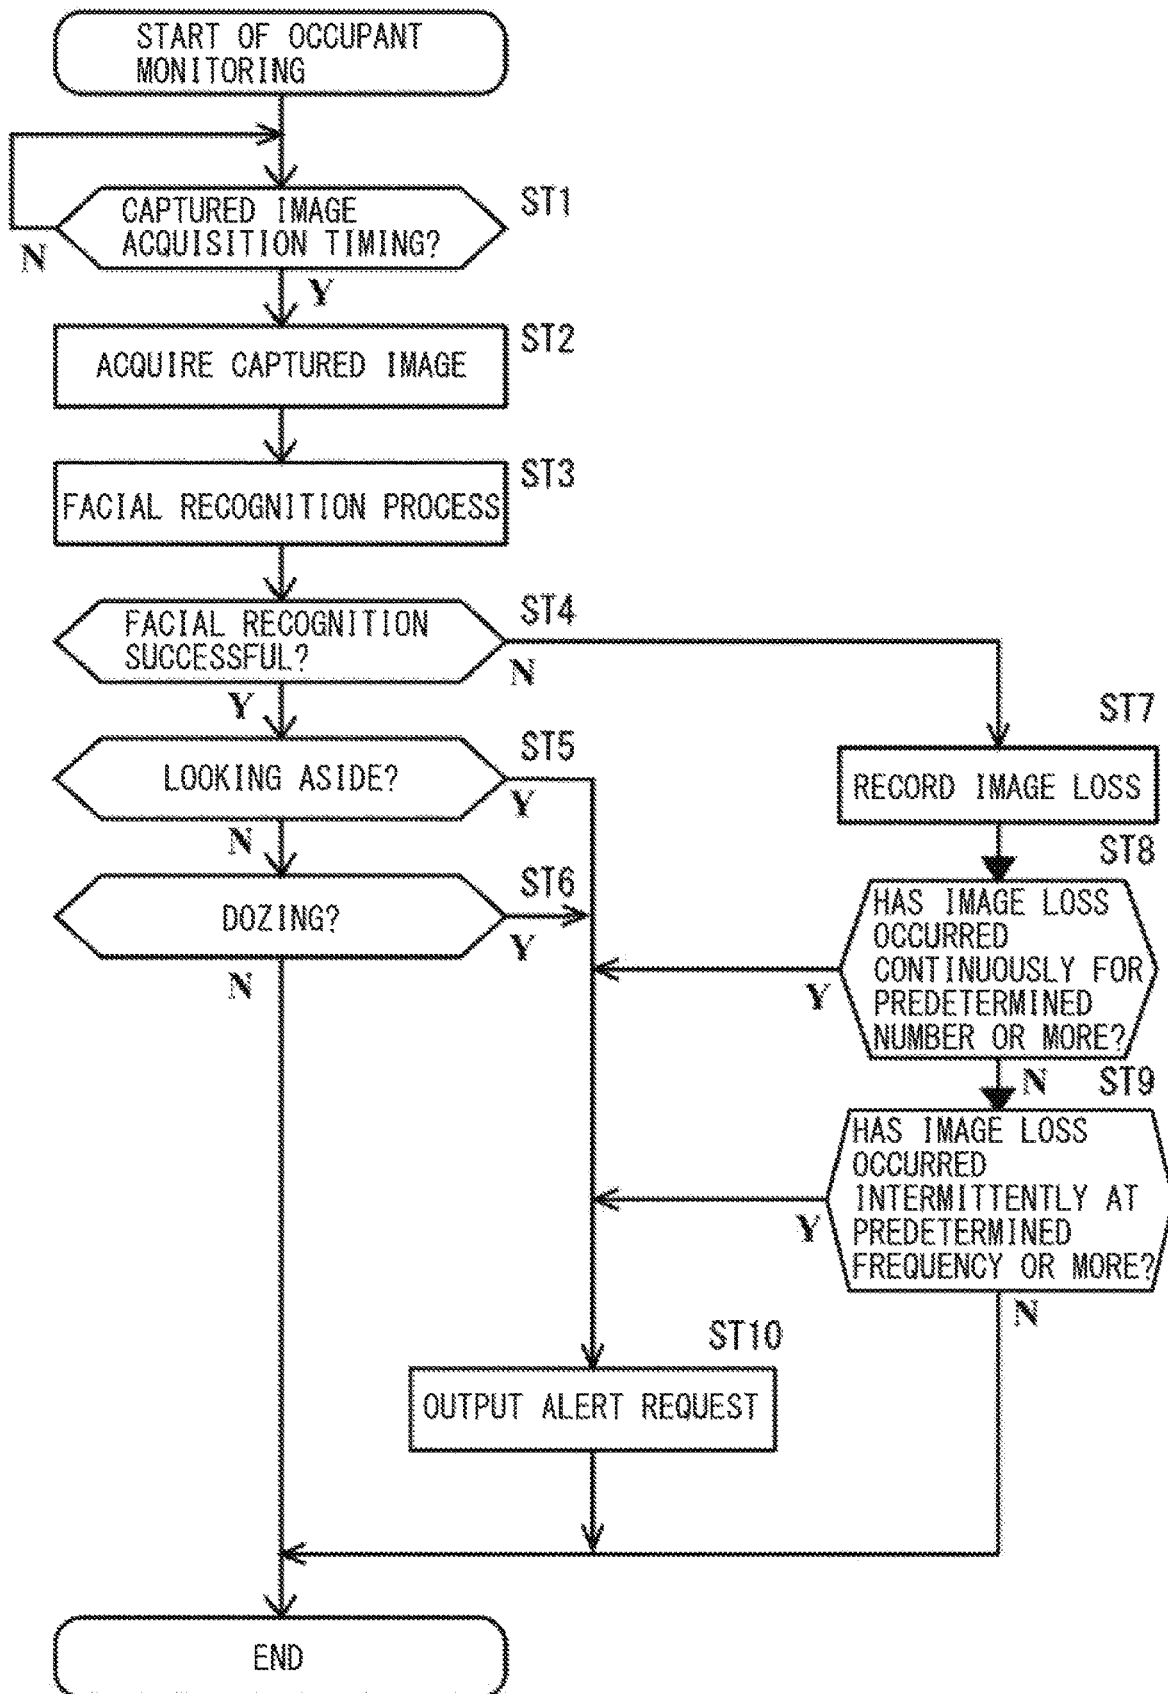 START OF OCCUPANT
MONITORING
CAPTURED IMAGE
ACQUISITION TIMING?
ST1
N
Y
ACQUIRE CAPTURED IMAGE
ST2
FACIAL RECOGNITION PROCESS
ST3
FACIAL RECOGNITION
SUCCESSFUL?
ST4
N
Y
LOOKING ASIDE?
ST5
Y
N
DOZING?
ST6
Y
N
ST7
RECORD IMAGE LOSS
ST8
HAS IMAGE LOSS
OCCURRED
CONTINUOUSLY FOR
PREDETERMINED
NUMBER OR MORE?
Y
N
ST9
HAS IMAGE LOSS
OCCURRED
INTERMITTENTLY AT
PREDETERMINED
FREQUENCY OR MORE?
Y
N
ST10
OUTPUT ALERT REQUEST
END